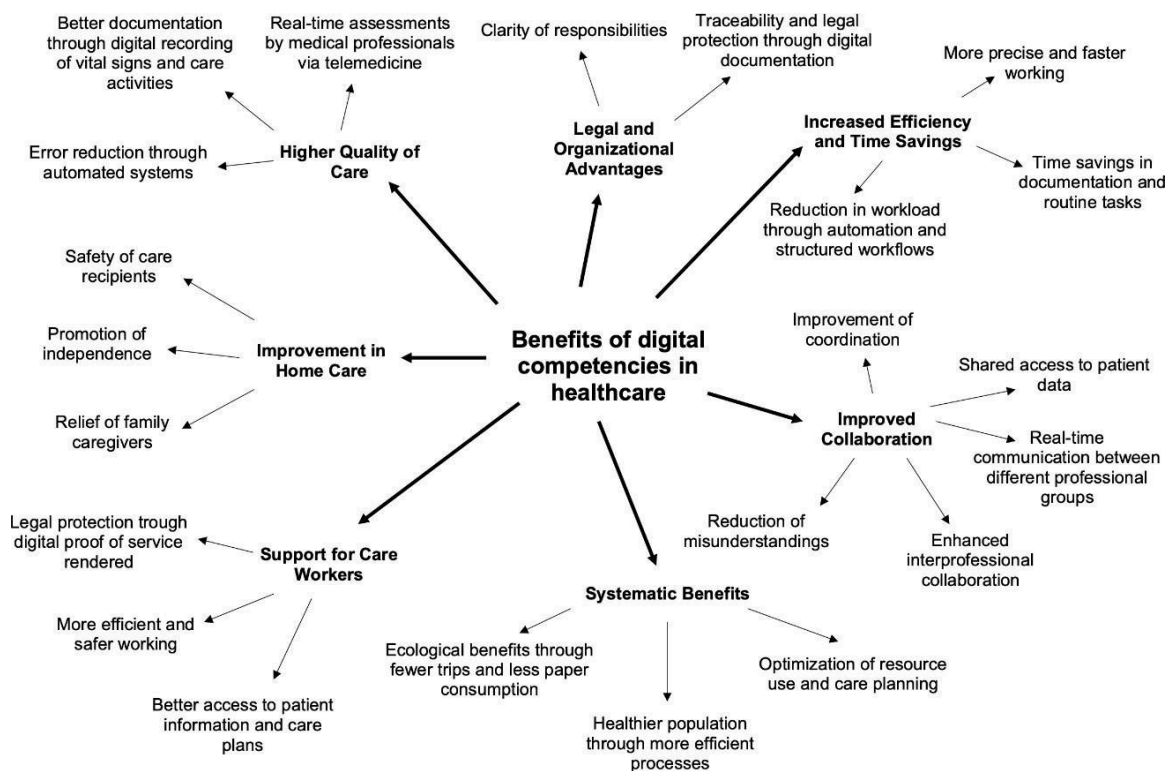 Better documentation
through digital recording
of vital signs and care
activities
Real-time assessments
by medical professionals
via telemedicine
Error reduction through
automated systems
Higher Quality of
Care
Clarity of responsibilities
Traceability and legal
protection through digital
documentation
Legal and
Organizational
Advantages
More precise and faster
working
Increased Efficiency
and Time Savings
Time savings in
documentation and
routine tasks
Reduction in workload
through automation and
structured workflows
Safety of care
recipients
Promotion of
independence
Relief of family
caregivers
Improvement in
Home Care
Benefits of digital
competencies in
healthcare
Improvement of
coordination
Shared access to patient
data
Improved
Collaboration
Real-time
communication between
different professional
groups
Reduction of
misunderstandings
Enhanced
interprofessional
collaboration
Legal protection trough
digital proof of service
rendered
Support for Care
Workers
More efficient and
safer working
Better access to patient
information and care
plans
Systematic Benefits
Ecological benefits through
fewer trips and less paper
consumption
Healthier population
through more efficient
processes
Optimization of resource
use and care planning